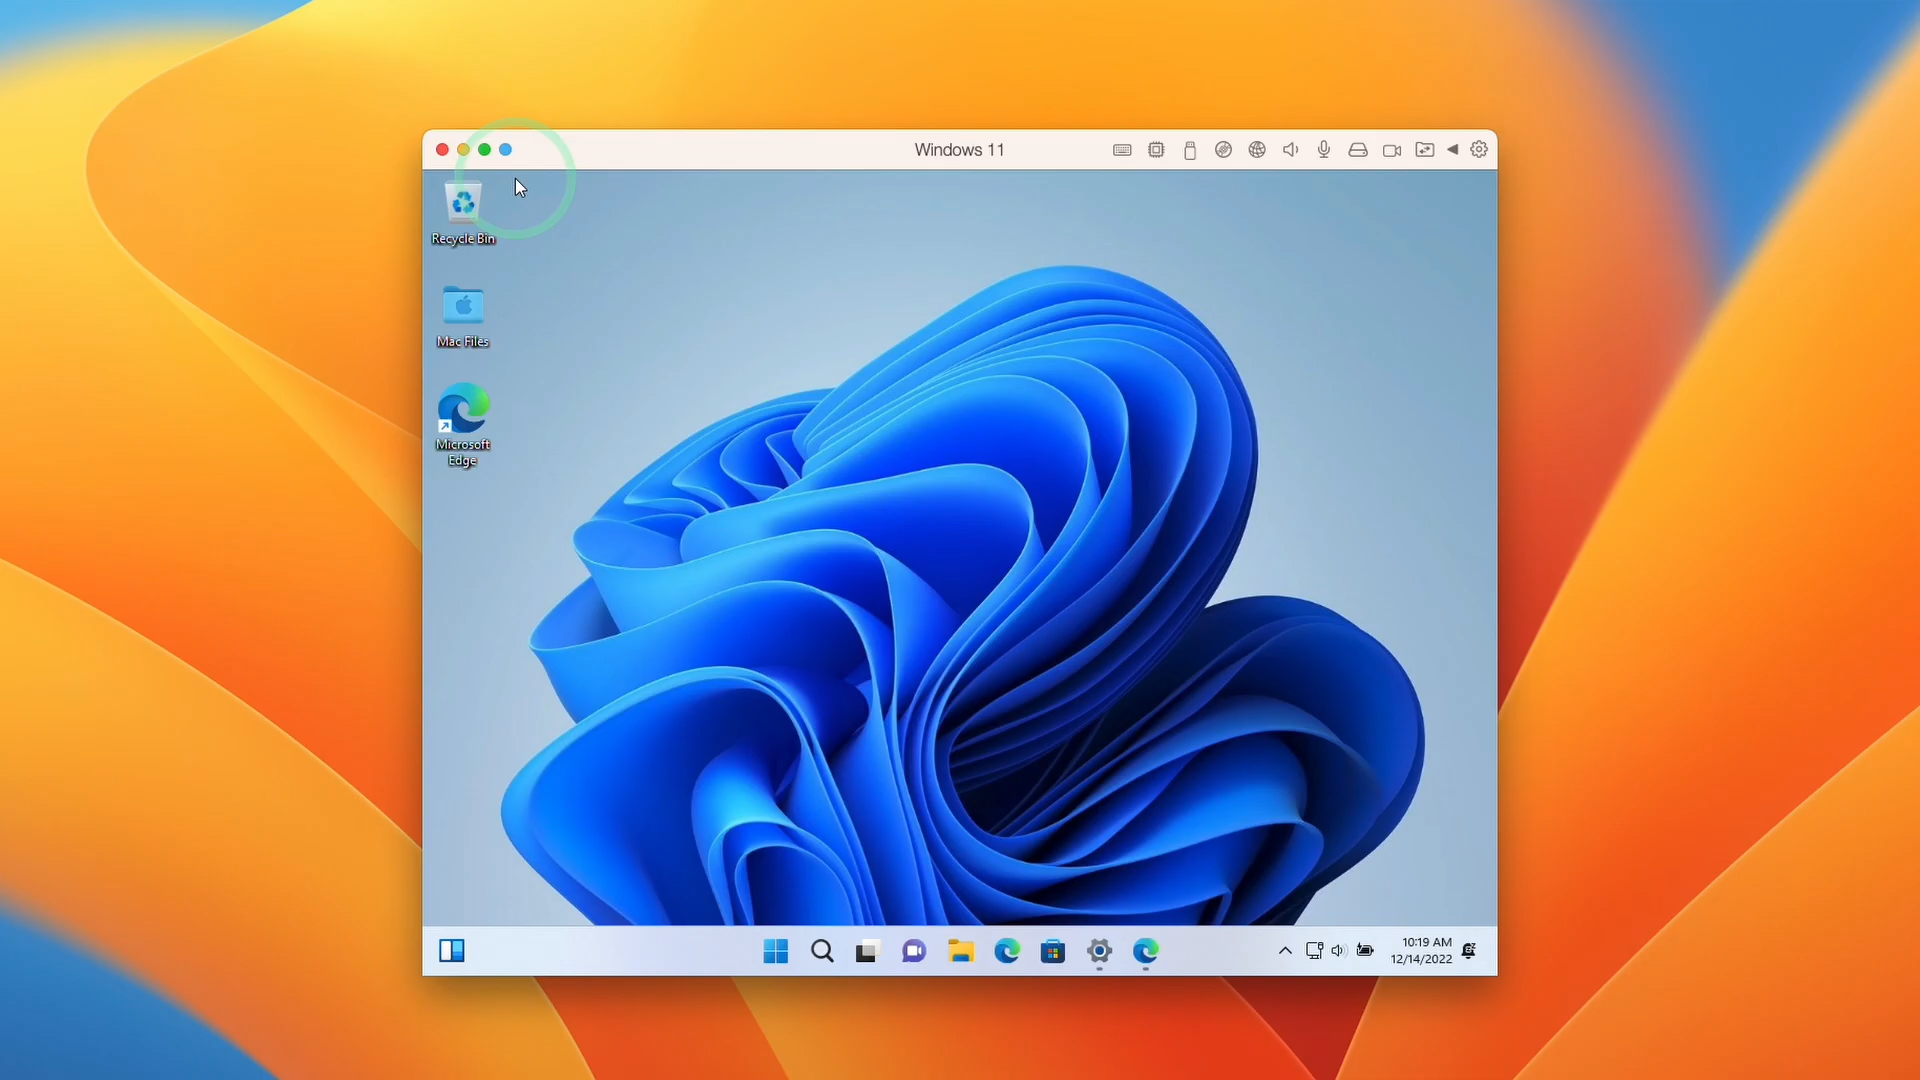 Windows 11
Recycle Bin
Mac Files
Microsoft
Edge
10:19 AM
12/14/2022